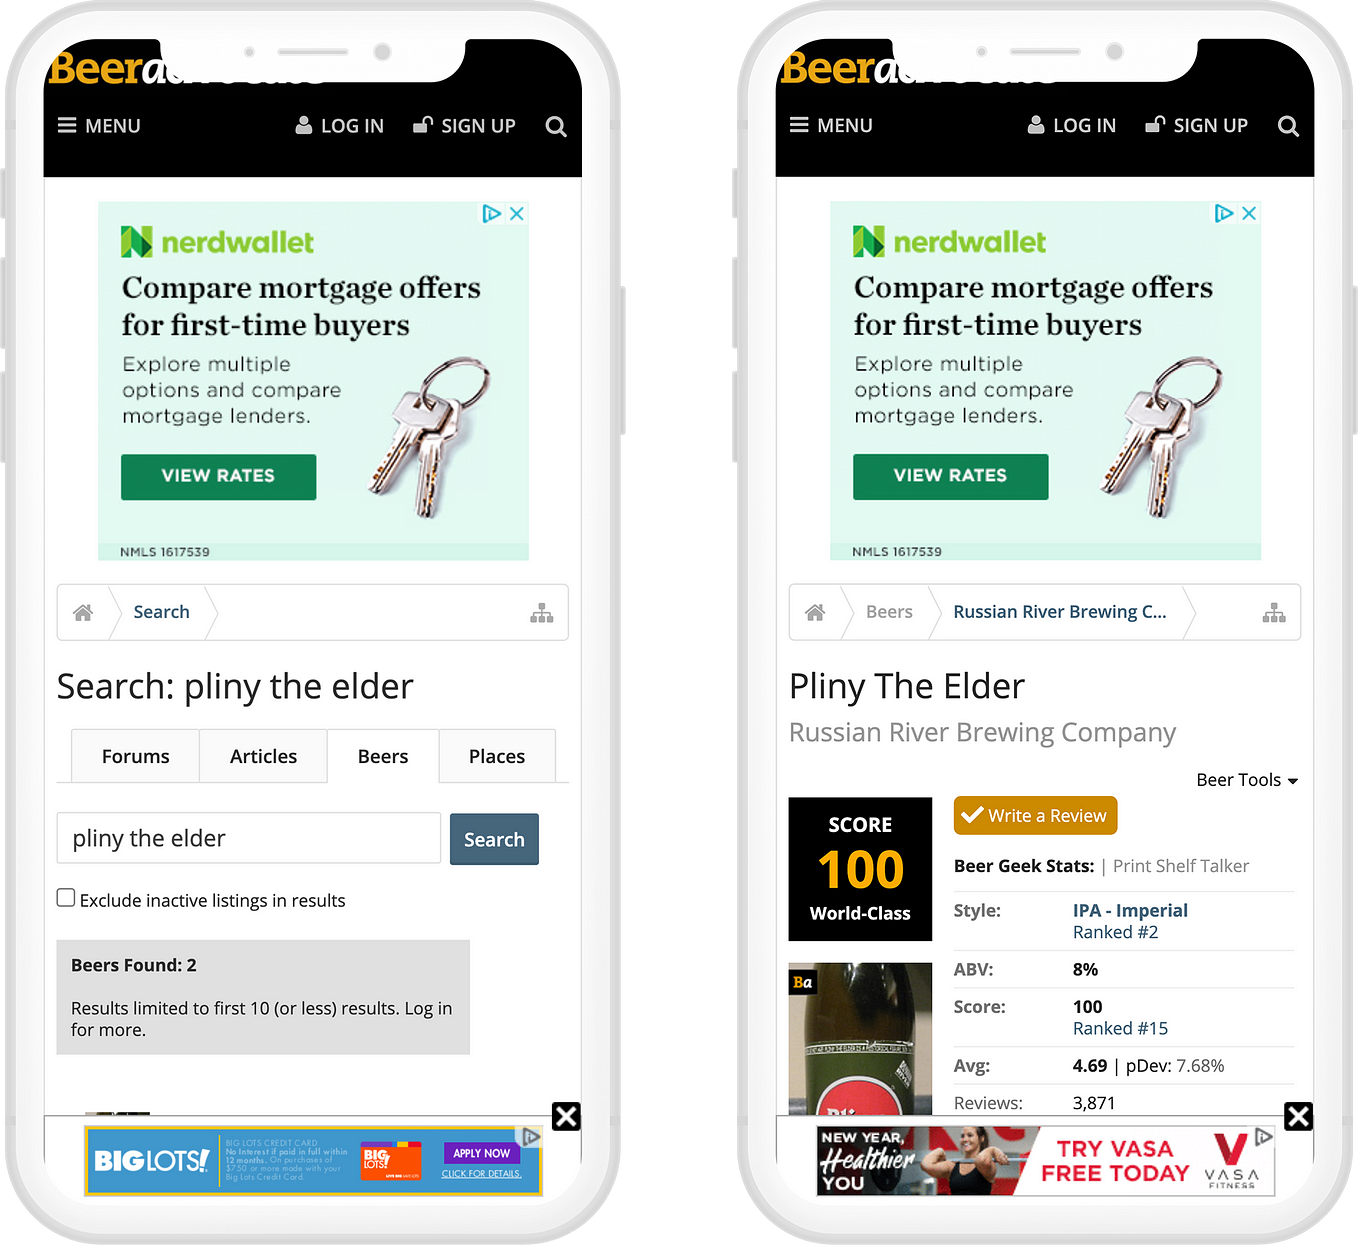 Beeradvocate
MENU
LOG IN
SIGN UP
nerdwallet
Compare mortgage offers
for first-time buyers
Explore multiple
options and compare
mortgage lenders.
VIEW RATES
NMLS 1617539
Search
Search: pliny the elder
Forums
Articles
Beers
Places
pliny the elder
Search
Exclude inactive listings in results
Beers Found: 2
Results limited to first 10 (or less) results. Log in
for more.
BIG LOTS!
BIG LOTS CREDIT CARD
No Interest if paid in full within
12 months. On purchases of
$750 or more made with your
Big Lots Credit Card.
BIG
LOTS!
APPLY NOW
CLICK FOR DETAILS.
Beeradvocate
MENU
LOG IN
SIGN UP
nerdwallet
Compare mortgage offers
for first-time buyers
Explore multiple
options and compare
mortgage lenders.
VIEW RATES
NMLS 1617539
Beers
Russian River Brewing C...
Pliny The Elder
Russian River Brewing Company
Beer Tools
SCORE
100
World-Class
Write a Review
Beer Geek Stats: | Print Shelf Talker
Style:
IPA - Imperial
Ranked #2
ABV:
8%
Score:
100
Ranked #15
Avg:
4.69 | pDev: 7.68%
Reviews:
3,871
Ba
NEW YEAR,
Healthier
YOU
TRY VASA
FREE TODAY
VASA
FITNESS